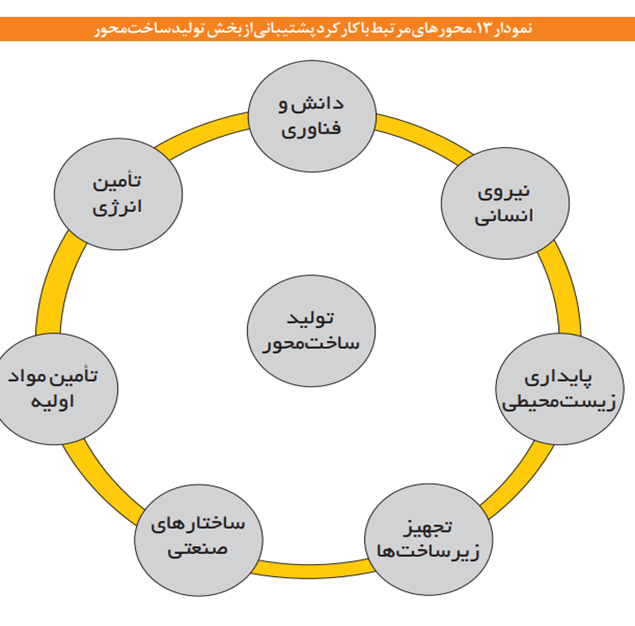 نمودار ۱۳. محورهای مرتبط با کارکرد پشتیبانی از بخش تولید ساخت‌محور
دانش و
فناوری
نیروی
انسانی
پایداری
زیست‌محیطی
تجهیز
زیرساخت‌ها
ساختارهای
صنعتی
تأمین مواد
اولیه
تأمین
انرژی
تولید
ساخت‌محور